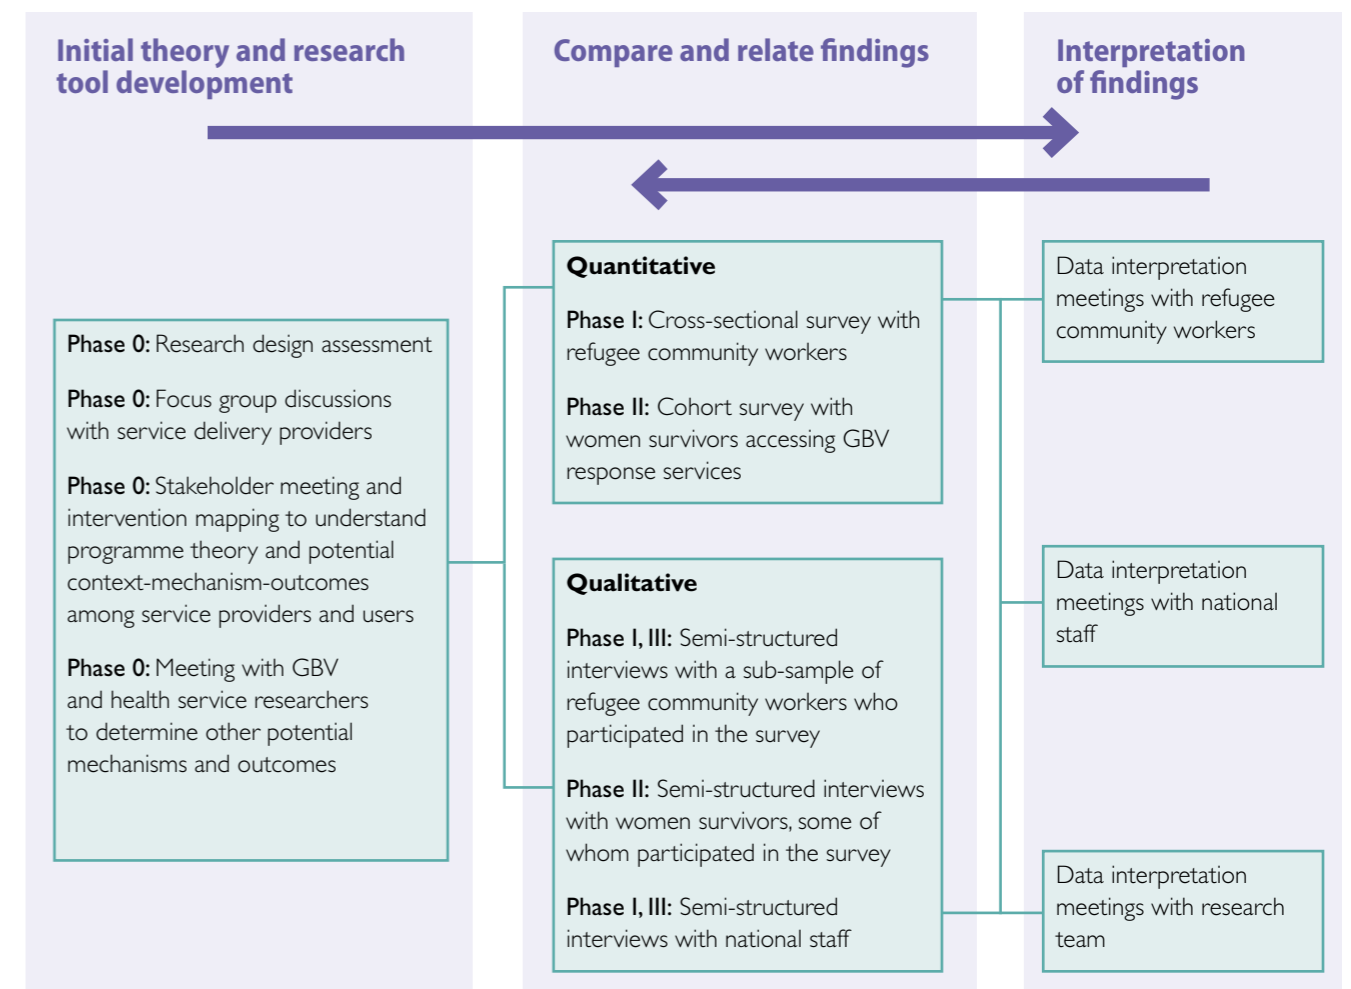 Initial theory and research
tool development
Compare and relate findings
Interpretation
of findings
Phase 0: Research design assessment
Phase 0: Focus group discussions
with service delivery providers
Phase 0: Stakeholder meeting and
intervention mapping to understand
programme theory and potential
context-mechanism-outcomes
among service providers and users
Phase 0: Meeting with GBV
and health service researchers
to determine other potential
mechanisms and outcomes
Quantitative
Phase I: Cross-sectional survey with
refugee community workers
Phase II: Cohort survey with
women survivors accessing GBV
response services
Qualitative
Phase I, III: Semi-structured
interviews with a sub-sample of
refugee community workers who
participated in the survey
Phase II: Semi-structured interviews
with women survivors, some of
whom participated in the survey
Phase I, III: Semi-structured
interviews with national staff
Data interpretation
meetings with refugee
community workers
Data interpretation
meetings with national
staff
Data interpretation
meetings with research
team